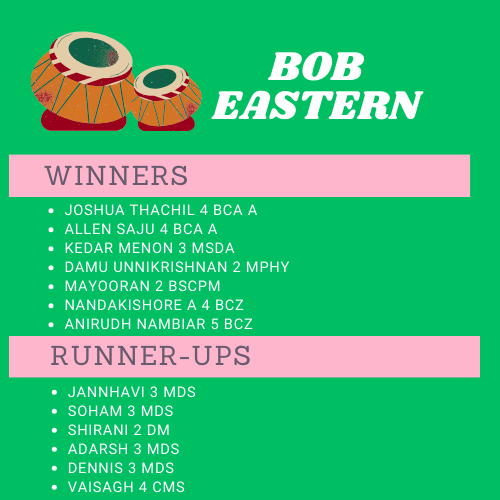 BOB
EASTERN
WINNERS
JOSHUA THACHIL 4 BCA A
ALLEN SAJU 4 BCA A
KEDAR MENON 3 MSDA
DAMU UNNIKRISHNAN 2 MPHY
MAYOORAN 2 BSCPM
NANDAKISHORE A 4 BCZ
ANIRUDH NAMBIAR 5 BCZ
RUNNER-UPS
JANNHAVI 3 MDS
SOHAM 3 MDS
SHIRANI 2 DM
ADARSH 3 MDS
DENNIS 3 MDS
VAISAGH 4 CMS